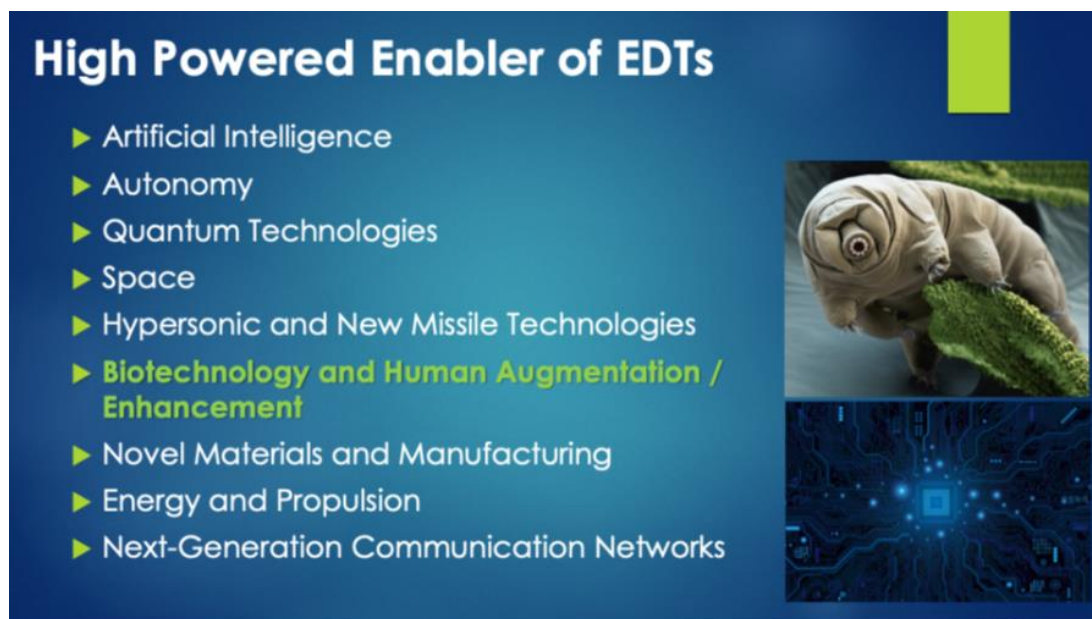 High Powered Enabler of EDTs
Artificial Intelligence
Autonomy
Quantum Technologies
Space
Hypersonic and New Missile Technologies
Biotechnology and Human Augmentation /
Enhancement
Novel Materials and Manufacturing
Energy and Propulsion
Next-Generation Communication Networks